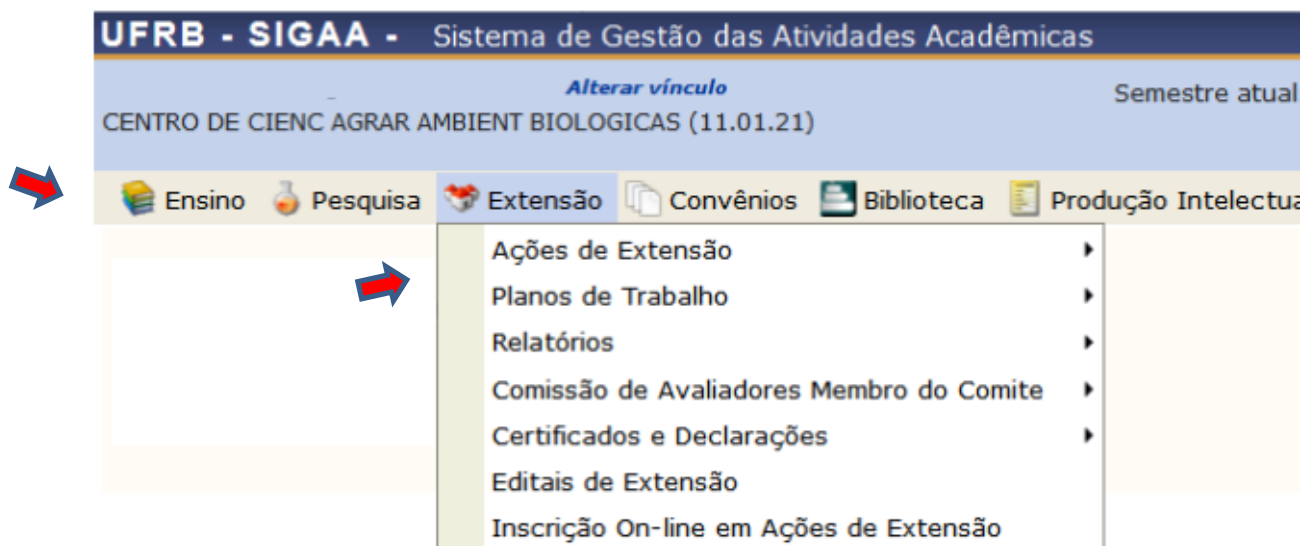 UFRB - SIGAA - Sistema de Gestão das Atividades Acadêmicas
Alterar vínculo
Semestre atual
CENTRO DE CIENC AGRAR AMBIENT BIOLOGICAS (11.01.21)
Ensino Pesquisa Extensão Convênios Biblioteca Produção Intelectua
Ações de Extensão
Planos de Trabalho
Relatórios
Comissão de Avaliadores Membro do Comite
Certificados e Declarações
Editais de Extensão
Inscrição On-line em Ações de Extensão